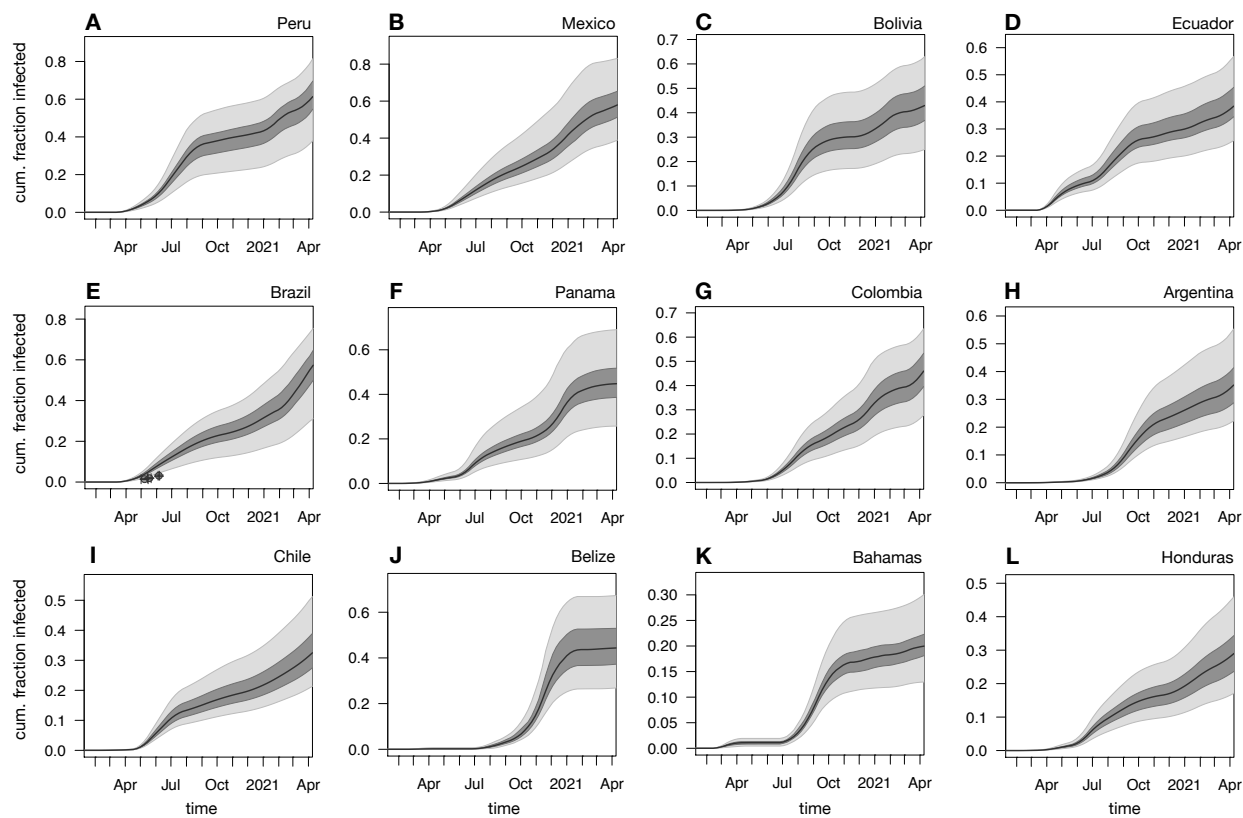 A Peru
B Mexico
C Bolivia
D Ecuador
cum. fraction infected
0.8
0.6
0.4
0.2
0.0
0.8
0.6
0.4
0.2
0.0
0.7
0.6
0.5
0.4
0.3
0.2
0.1
0.0
0.6
0.5
0.4
0.3
0.2
0.1
0.0
Apr Jul Oct 2021 Apr
Apr Jul Oct 2021 Apr
Apr Jul Oct 2021 Apr
Apr Jul Oct 2021 Apr
E Brazil
F Panama
G Colombia
H Argentina
cum. fraction infected
0.8
0.6
0.4
0.2
0.0
0.6
0.4
0.2
0.0
0.7
0.6
0.5
0.4
0.3
0.2
0.1
0.0
0.6
0.5
0.4
0.3
0.2
0.1
0.0
Apr Jul Oct 2021 Apr
Apr Jul Oct 2021 Apr
Apr Jul Oct 2021 Apr
Apr Jul Oct 2021 Apr
I Chile
J Belize
K Bahamas
L Honduras
cum. fraction infected
0.5
0.4
0.3
0.2
0.1
0.0
0.6
0.4
0.2
0.0
0.30
0.25
0.20
0.15
0.10
0.05
0.00
0.5
0.4
0.3
0.2
0.1
0.0
Apr Jul Oct 2021 Apr
Apr Jul Oct 2021 Apr
Apr Jul Oct 2021 Apr
Apr Jul Oct 2021 Apr
time
time
time
time